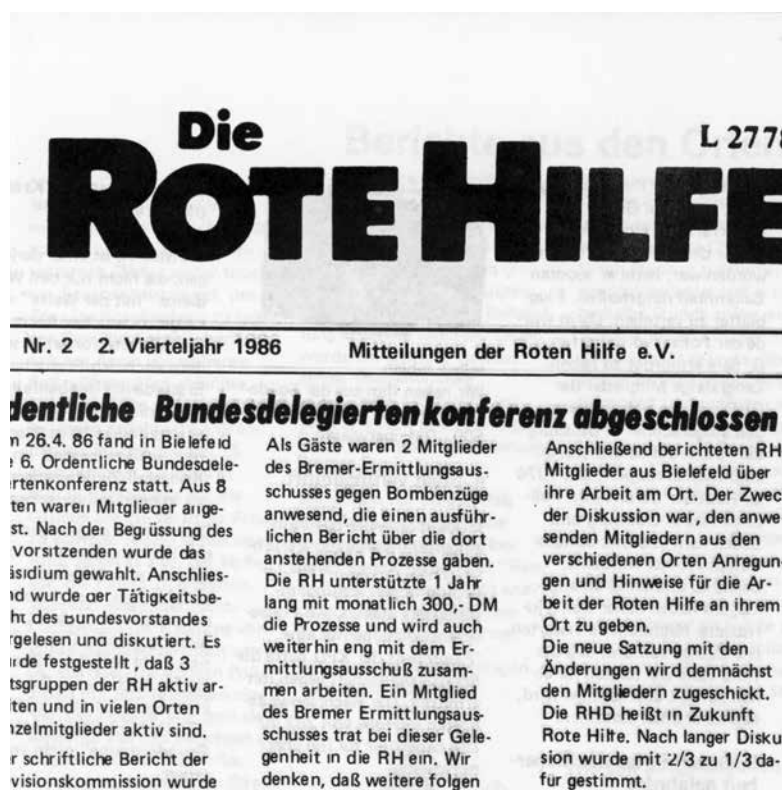 Die
ROTE HILFE
L 2778
Nr. 2 2. Vierteljahr 1986
Mitteilungen der Roten Hilfe e.V.
dentliche Bundesdelegiertenkonferenz abgeschlossen
m 26.4. 86 fand in Bielefeld
e 6. Ordentliche Bundesdele-
ertenkonferenz statt. Aus 8
ten waren Mitglieder ange-
st. Nach der Begrüssung des
vorsitzenden wurde das
äsidium gewählt. Anschlies-
nd wurde der Tätigkeitsbe-
ht des Bundesvorstandes
rgelesen und diskutiert. Es
rde festgestellt, daß 3
tsgruppen der RH aktiv ar-
iten und in vielen Orten
nzelmitglieder aktiv sind.
r schriftliche Bericht der
visionskommission wurde
Als Gäste waren 2 Mitglieder
des Bremer-Ermittlungsaus-
schusses gegen Bombenzüge
anwesend, die einen ausführ-
lichen Bericht über die dort
anstehenden Prozesse gaben.
Die RH unterstützte 1 Jahr
lang mit monatlich 300,- DM
die Prozesse und wird auch
weiterhin eng mit dem Er-
mittlungsausschuß zusam-
men arbeiten. Ein Mitglied
des Bremer Ermittlungsaus-
schusses trat bei dieser Gele-
genheit in die RH ein. Wir
denken, daß weitere folgen
Anschließend berichteten RH
Mitglieder aus Bielefeld über
ihre Arbeit am Ort. Der Zwec
der Diskussion war, den anwe
senden Mitgliedern aus den
verschiedenen Orten Anregun
gen und Hinweise für die Ar-
beit der Roten Hilfe an ihrem
Ort zu geben.
Die neue Satzung mit den
Änderungen wird demnächst
den Mitgliedern zugeschickt.
Die RHD heißt in Zukunft
Rote Hilfe. Nach langer Disku
sion wurde mit 2/3 zu 1/3 da-
für gestimmt.